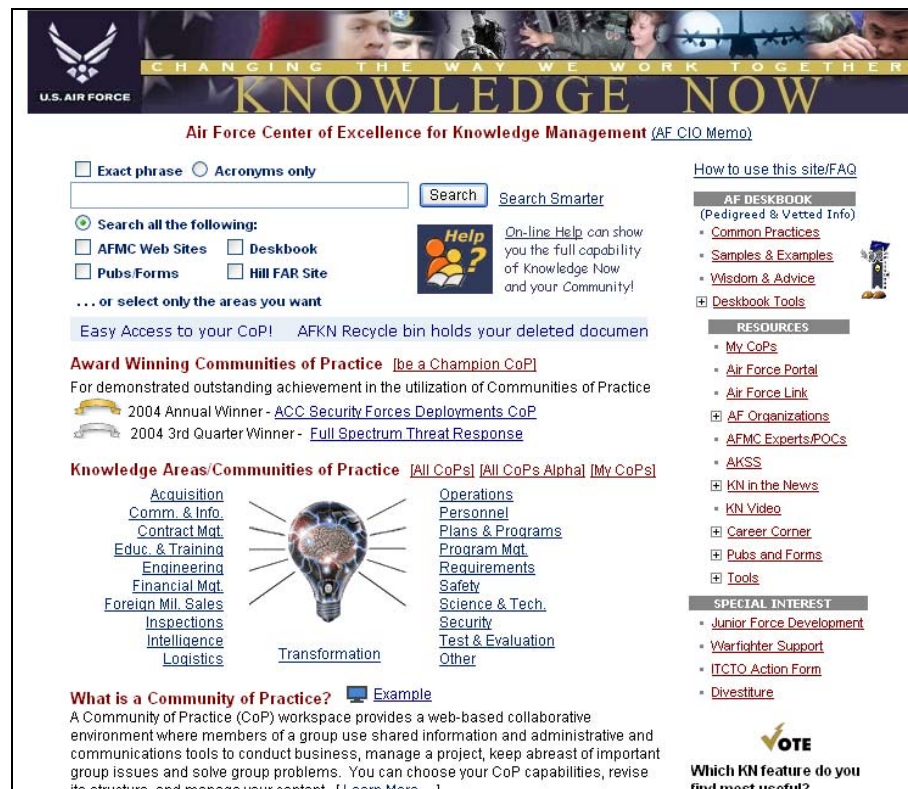 CHANGING THE WAY WE WORK TOGETHER
U.S. AIR FORCE
KNOWLEDGE NOW
Air Force Center of Excellence for Knowledge Management (AF CIO Memo)
Exact phrase Acronyms only
Search Search Smarter
Search all the following:
AFMC Web Sites Deskbook
Pubs/Forms Hill FAR Site
. . . or select only the areas you want
Help
?
On-line Help can show
you the full capability
of Knowledge Now
and your Community!
Easy Access to your CoP! AFKN Recycle bin holds your deleted documen
Award Winning Communities of Practice [be a Champion CoP]
For demonstrated outstanding achievement in the utilization of Communities of Practice
2004 Annual Winner - ACC Security Forces Deployments CoP
2004 3rd Quarter Winner - Full Spectrum Threat Response
Knowledge Areas/Communities of Practice [All CoPs] [All CoPs Alpha] [My CoPs]
Acquisition
Comm. & Info.
Contract Mgt.
Educ. & Training
Engineering
Financial Mgt.
Foreign Mil. Sales
Inspections
Intelligence
Logistics
Transformation
Operations
Personnel
Plans & Programs
Program Mgt.
Requirements
Safety
Science & Tech.
Security
Test & Evaluation
Other
What is a Community of Practice? Example
A Community of Practice (CoP) workspace provides a web-based collaborative
environment where members of a group use shared information and administrative and
communications tools to conduct business, manage a project, keep abreast of important
group issues and solve group problems. You can choose your CoP capabilities, revise
its structure, and manage your content. [ Learn More ... ]
How to use this site/FAQ
AF DESKBOOK
(Pedigreed & Vetted Info)
Common Practices
Samples & Examples
Wisdom & Advice
Deskbook Tools
RESOURCES
My CoPs
Air Force Portal
Air Force Link
AF Organizations
AFMC Experts/POCs
AKSS
KN in the News
KN Video
Career Corner
Pubs and Forms
Tools
SPECIAL INTEREST
Junior Force Development
Warfighter Support
ITCTO Action Form
Divestiture
VOTE
Which KN feature do you
find most useful?